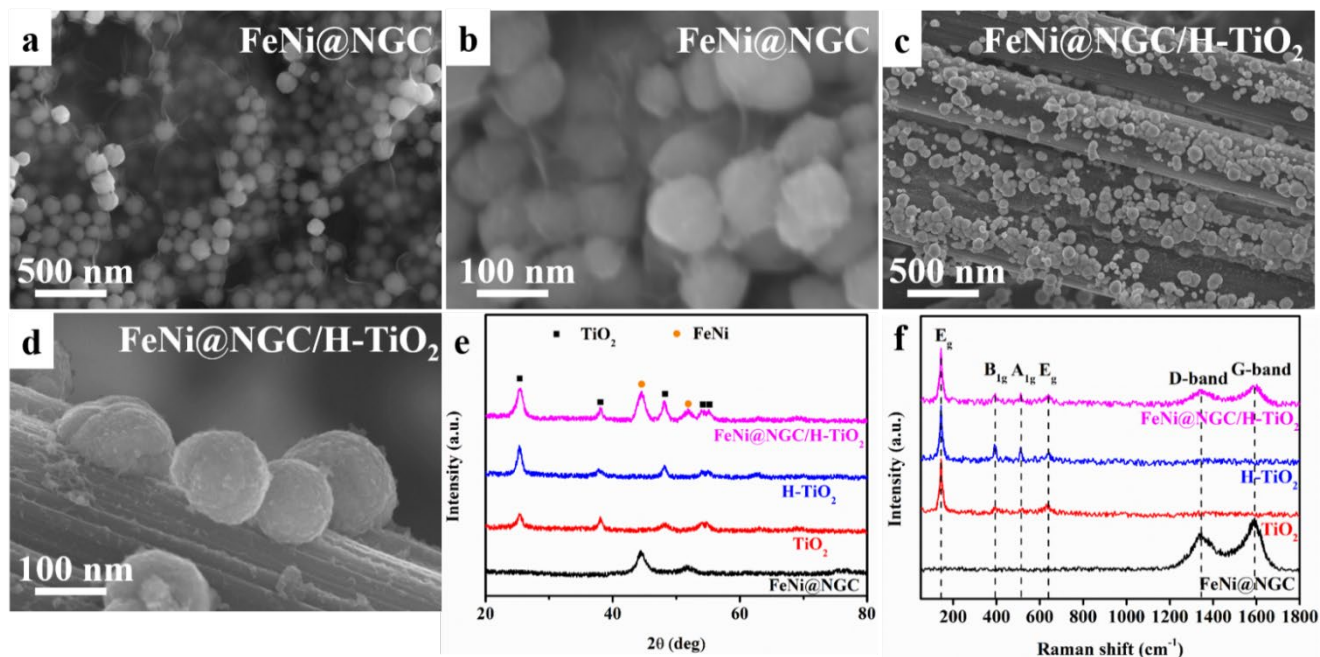 a FeNi@NGC
500 nm
b FeNi@NGC
100 nm
c FeNi@NGC/H-TiO₂
500 nm
d FeNi@NGC/H-TiO₂
100 nm
e
■ TiO₂ ● FeNi
FeNi@NGC/H-TiO₂
H-TiO₂
TiO₂
FeNi@NGC
Intensity (a.u.)
20 40 60 80
2θ (deg)
f
E_g
B₁g A₁g E_g
D-band G-band
FeNi@NGC/H-TiO₂
H-TiO₂
TiO₂
FeNi@NGC
Intensity (a.u.)
200 400 600 800 1000 1200 1400 1600 1800
Raman shift (cm⁻¹)